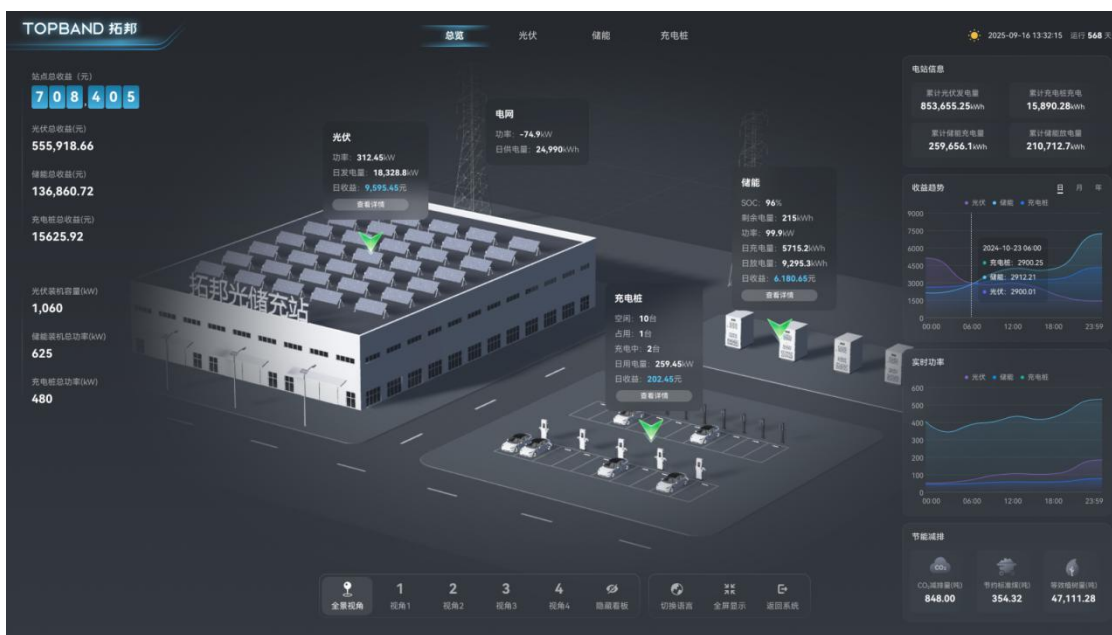 TOPBAND 拓邦
总览
光伏
储能
充电桩
2025-09-16 13:32:15 运行 568 天
站点总收益（元）
708,405
光伏总收益(元)
555,918.66
储能总收益(元)
136,860.72
充电桩总收益(元)
15625.92
光伏装机容量(kW)
1,060
储能装机总功率(kW)
625
充电桩总功率(kW)
480
光伏
功率：312.45kW
日发电量：18,328.8kW
日收益：9,595.45元
查看详情
电网
功率：-74.9kW
日供电量：24,990kWh
储能
SOC：96%
剩余电量：215kWh
功率：99.9kW
日充电量：5715.2kWh
日放电量：9,295.3kWh
日收益：6,180.65元
查看详情
充电桩
空闲：10台
占用：1台
充电中：2台
日用电量：259.45kW
日收益：202.45元
查看详情
拓邦光储充站
电站信息
累计光伏发电量
853,655.25kWh
累计充电桩充电
15,890.28kWh
累计储能充电量
259,656.1kWh
累计储能放电量
210,712.7kWh
收益趋势
日 月 年
光伏 储能 充电桩
9000
7500
6000
4500
3000
1500
0
2024-10-23 06:00
充电桩：2900.25
储能：2912.21
光伏：2900.01
00:00 06:00 12:00 18:00 23:59
实时功率
光伏 储能 充电桩
600
500
400
300
200
100
0
00:00 06:00 12:00 18:00 23:59
节能减排
CO₂
CO₂减排量(吨)
848.00
节约标准煤(吨)
354.32
等效植树量(吨)
47,111.28
全景视角
1
视角1
2
视角2
3
视角3
4
视角4
隐藏看板
切换语言
全屏显示
返回系统